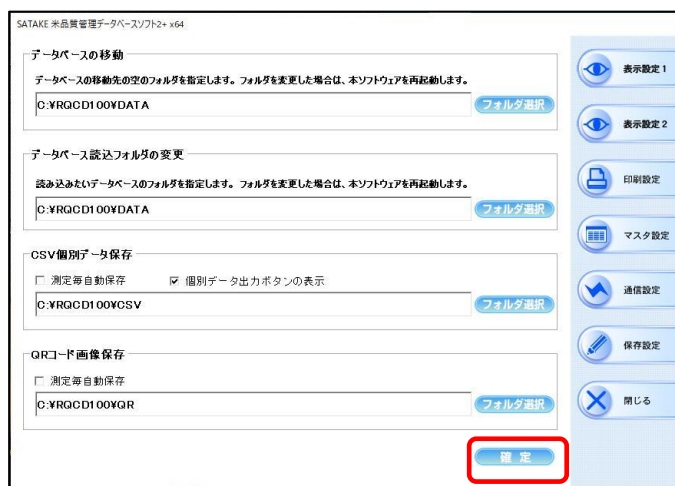 SATAKE 米品質管理データベースソフト2+ x64
データベースの移動
データベースの移動先の空のフォルダを指定します。フォルダを変更した場合は、本ソフトウェアを再起動します。
C:¥RQCD100¥DATA
フォルダ選択
データベース読込フォルダの変更
読み込みたいデータベースのフォルダを指定します。フォルダを変更した場合は、本ソフトウェアを再起動します。
C:¥RQCD100¥DATA
フォルダ選択
CSV個別データ保存
測定毎自動保存 個別データ出力ボタンの表示
C:¥RQCD100¥CSV
フォルダ選択
QRコード画像保存
測定毎自動保存
C:¥RQCD100¥QR
フォルダ選択
確 定
表示設定1
表示設定2
印刷設定
マスタ設定
通信設定
保存設定
閉じる